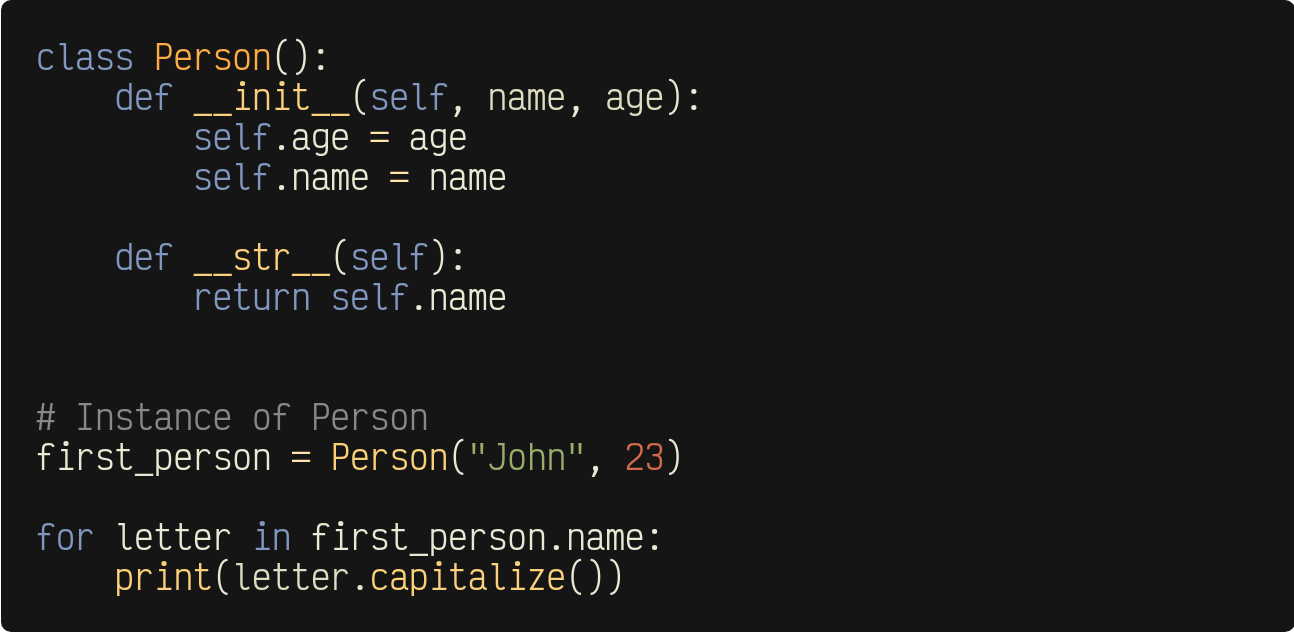 class Person():
    def __init__(self, name, age):
        self.age = age
        self.name = name

    def __str__(self):
        return self.name


# Instance of Person
first_person = Person("John", 23)

for letter in first_person.name:
    print(letter.capitalize())